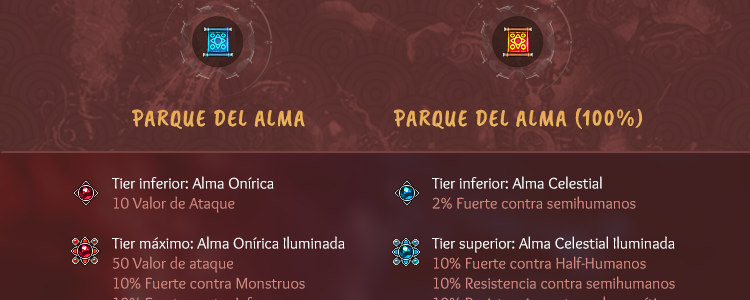 PARQUE DEL ALMA
PARQUE DEL ALMA (100%)
Tier inferior: Alma Onírica
10 Valor de Ataque
Tier máximo: Alma Onírica Iluminada
50 Valor de ataque
10% Fuerte contra Monstruos
Tier inferior: Alma Celestial
2% Fuerte contra semihumanos
Tier superior: Alma Celestial Iluminada
10% Fuerte contra Half-Humanos
10% Resistencia contra semihumanos